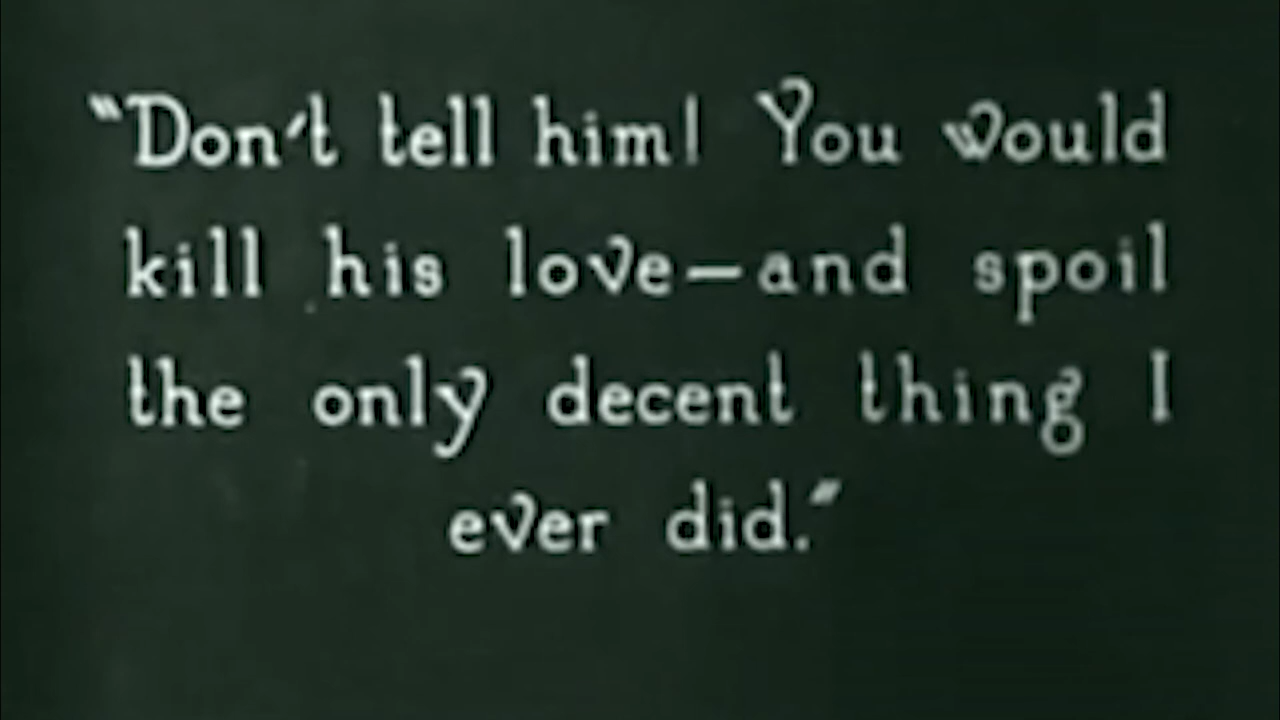 "Don't tell him! You would
kill his love—and spoil
the only decent thing I
ever did."